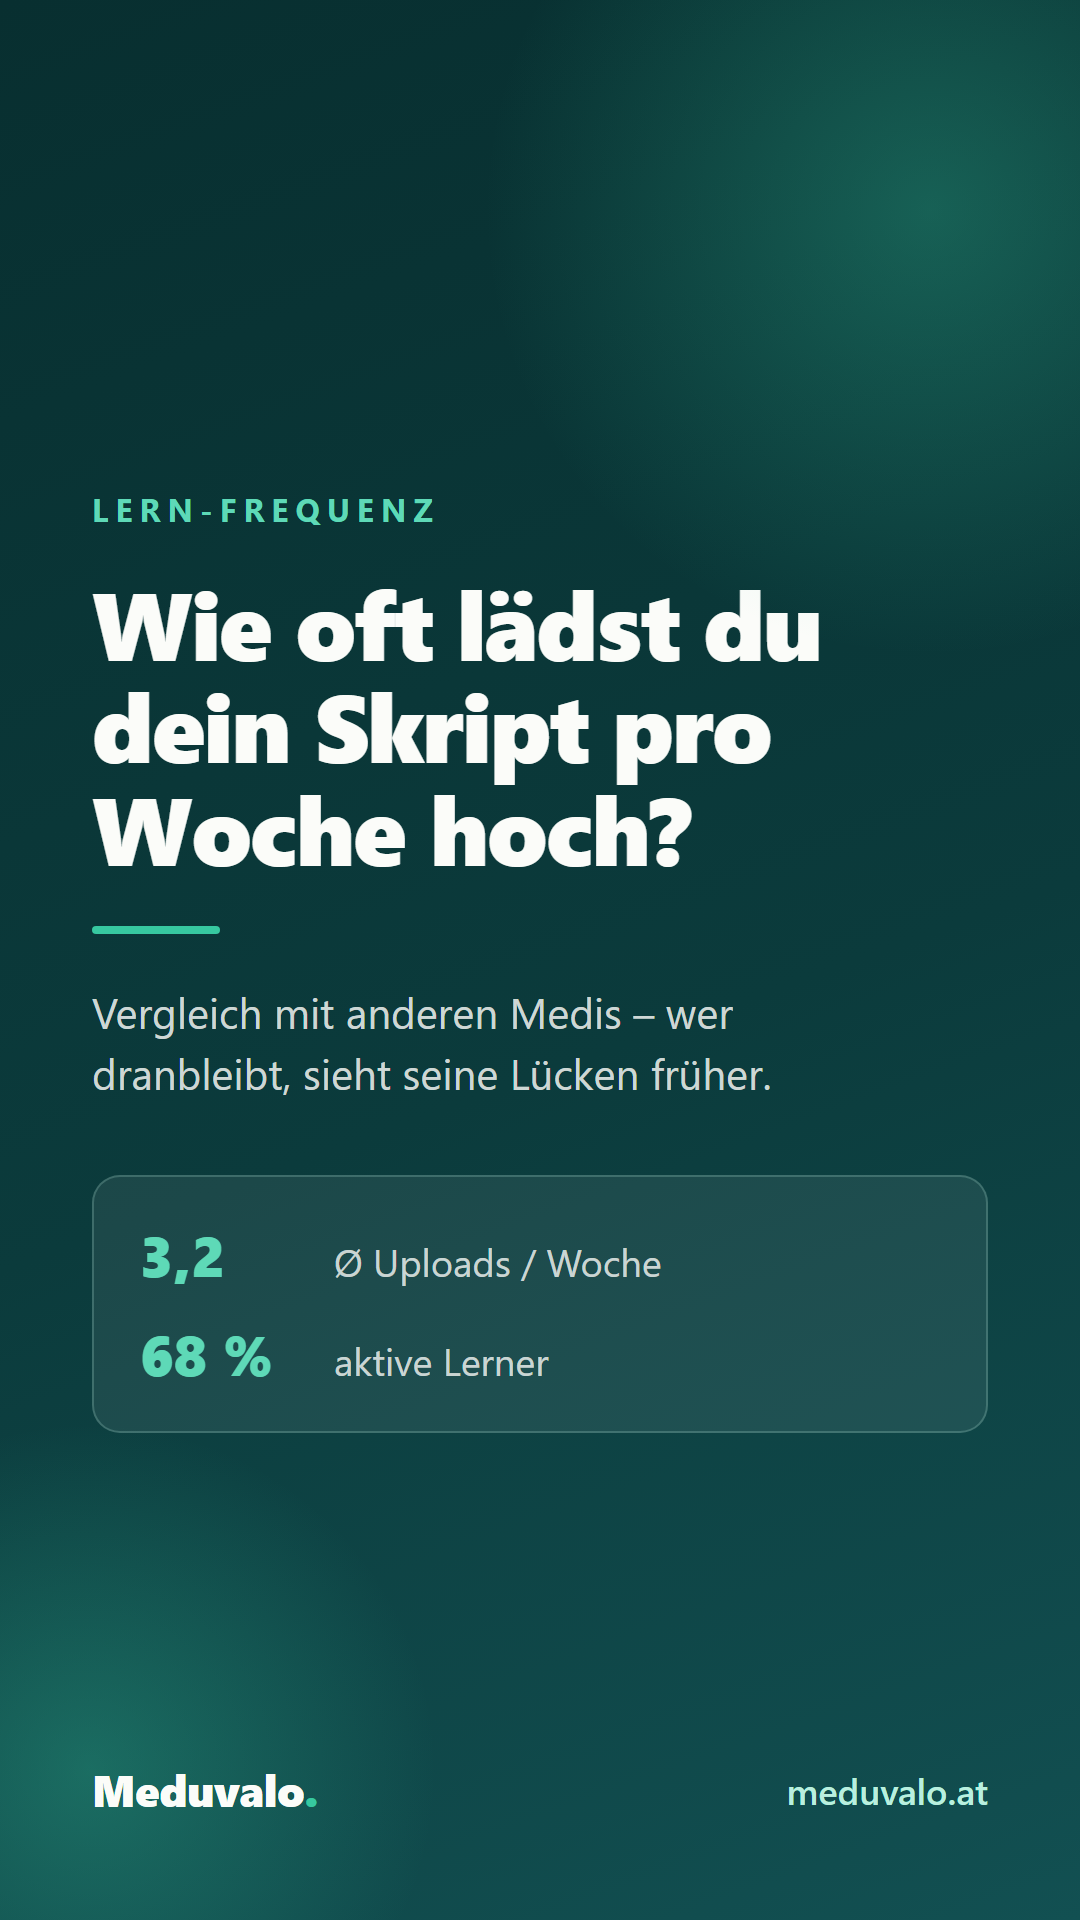 LERN-FREQUENZ
Wie oft lädst du
dein Skript pro
Woche hoch?
Vergleich mit anderen Medis – wer
dranbleibt, sieht seine Lücken früher.
3,2 Ø Uploads / Woche
68 % aktive Lerner
Meduvalo. meduvalo.at